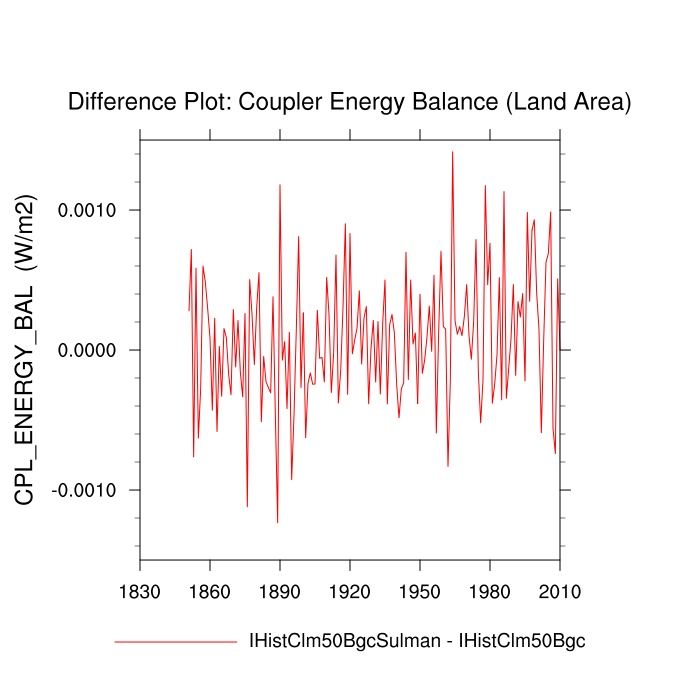 Difference Plot: Coupler Energy Balance (Land Area)
CPL_ENERGY_BAL (W/m2)
0.0010
0.0000
-0.0010
1830 1860 1890 1920 1950 1980 2010
IHistClm50BgcSulman - IHistClm50Bgc